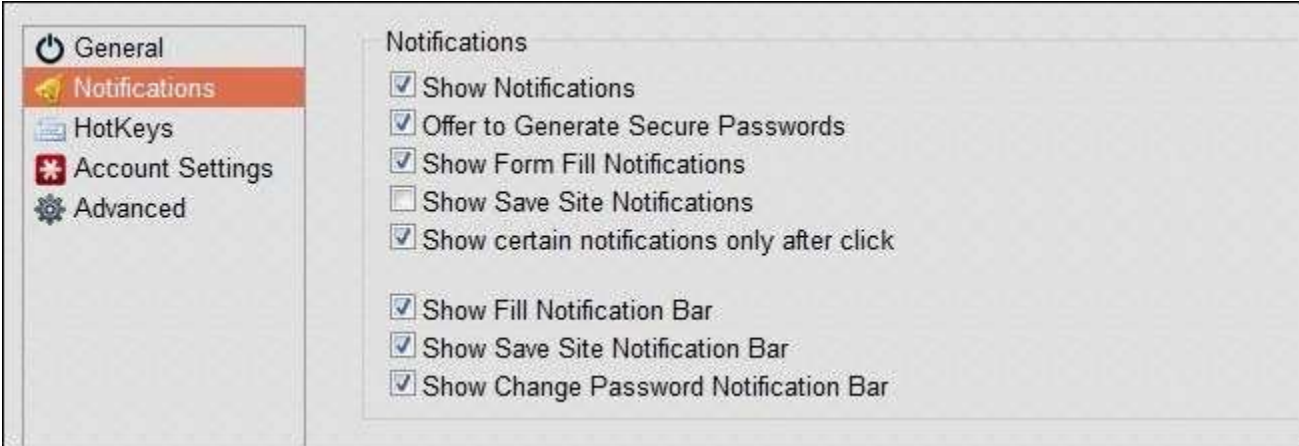 General
Notifications
HotKeys
Account Settings
Advanced
Notifications
Show Notifications
Offer to Generate Secure Passwords
Show Form Fill Notifications
Show Save Site Notifications
Show certain notifications only after click
Show Fill Notification Bar
Show Save Site Notification Bar
Show Change Password Notification Bar